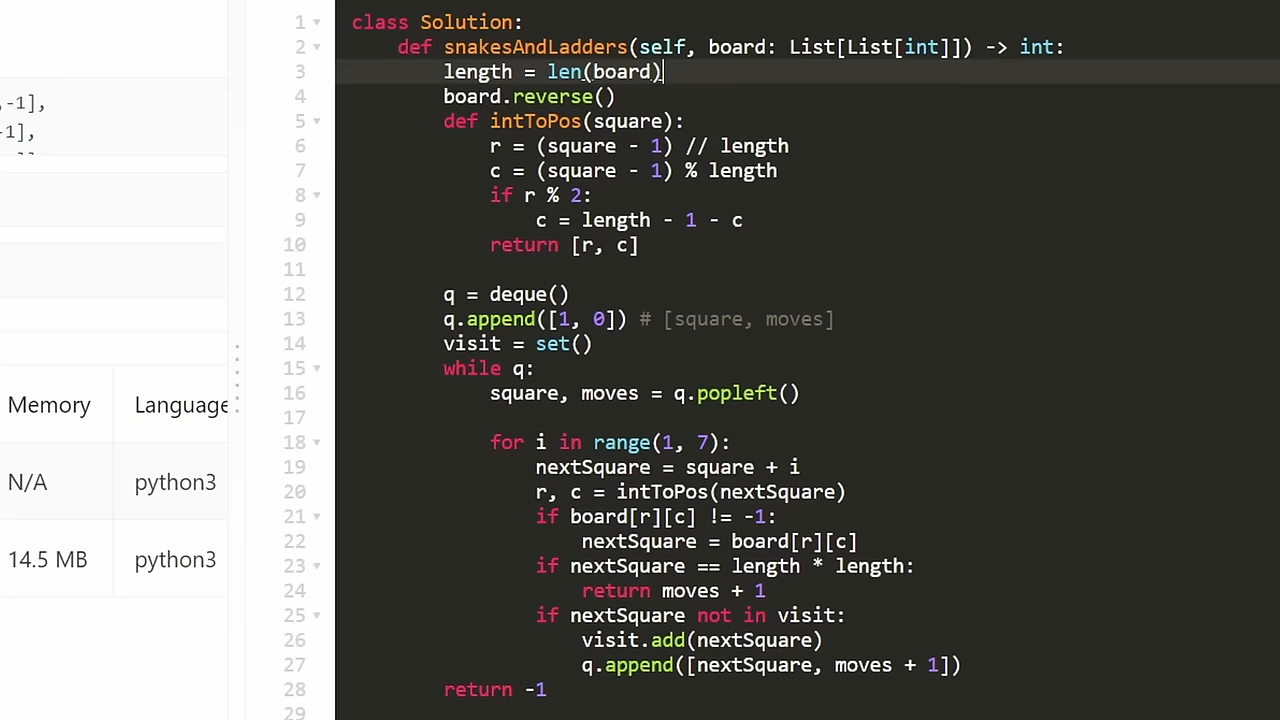 ,-1],
-1],
Memory Language
N/A python3
14.5 MB python3
1 class Solution:
2 def snakesAndLadders(self, board: List[List[int]]) -> int:
3 length = len(board)
4 board.reverse()
5 def intToPos(square):
6 r = (square - 1) // length
7 c = (square - 1) % length
8 if r % 2:
9 c = length - 1 - c
10 return [r, c]
11
12 q = deque()
13 q.append([1, 0]) # [square, moves]
14 visit = set()
15 while q:
16 square, moves = q.popleft()
17
18 for i in range(1, 7):
19 nextSquare = square + i
20 r, c = intToPos(nextSquare)
21 if board[r][c] != -1:
22 nextSquare = board[r][c]
23 if nextSquare == length * length:
24 return moves + 1
25 if nextSquare not in visit:
26 visit.add(nextSquare)
27 q.append([nextSquare, moves + 1])
28 return -1
29